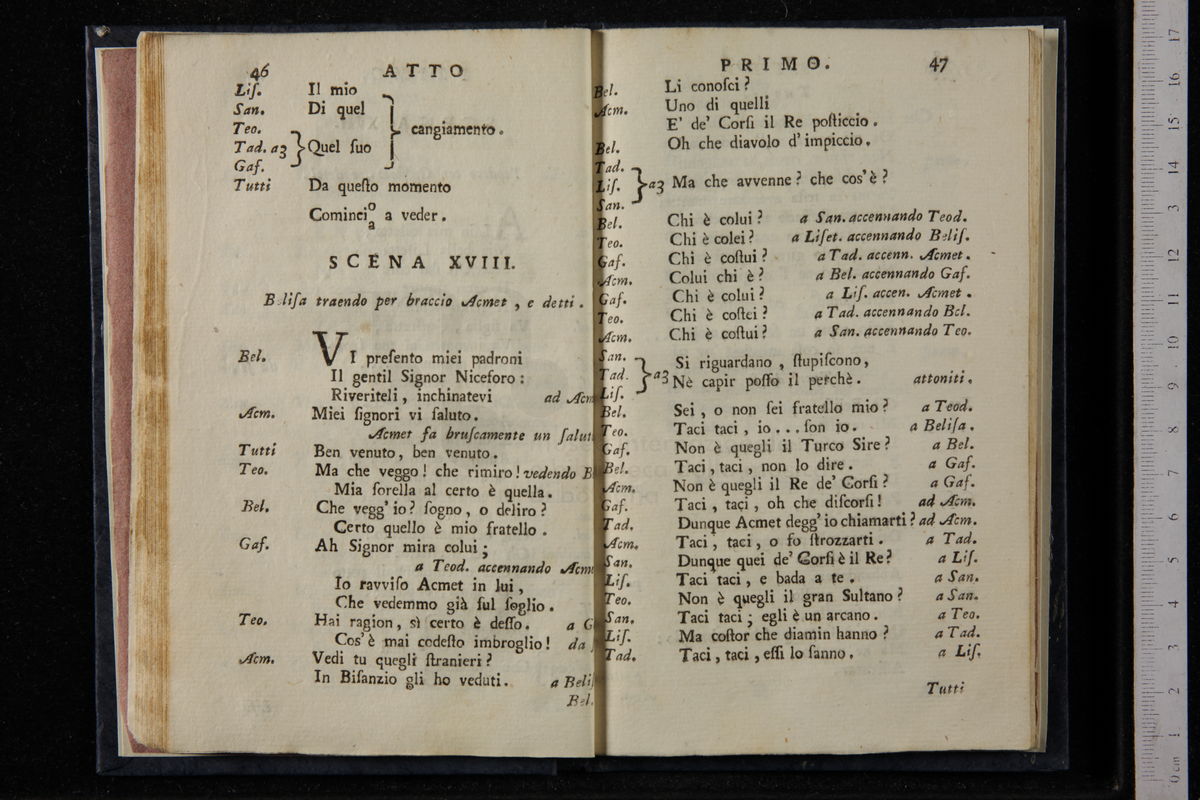 46 ATTO
Liſ. Il mio
San. Di quel
Teo. cangiamento.
Tad. a3 Quel ſuo
Gaf.
Tutti Da queſto momento
Comincio/a a veder.
SCENA XVIII.
Beliſa traendo per braccio Acmet, e detti.
Bel. VI preſento miei padroni
Il gentil Signor Niceforo:
Riveriteli, inchinatevi ad Acm
Acm. Miei ſignori vi ſaluto.
Acmet fa bruſcamente un ſalut
Tutti Ben venuto, ben venuto.
Teo. Ma che veggo! che rimiro! vedendo B
Mia ſorella al certo è quella.
Bel. Che vegg' io? ſogno, o deliro?
Certo quello è mio fratello.
Gaf. Ah Signor mira colui;
a Teod. accennando Acm
Io ravviſo Acmet in lui,
Che vedemmo già ſul ſoglio.
Teo. Hai ragion, sì certo è deſſo. a G
Cos' è mai codeſto imbroglio! da
Acm. Vedi tu quegli ſtranieri?
In Biſanzio gli ho veduti. a Beliſ
Bel.
PRIMO. 47
Bel. Li conoſci?
Acm. Uno di quelli
E' de' Corſi il Re poſticcio.
Bel. Oh che diavolo d' impiccio.
Tad.
Liſ. a3 Ma che avvenne? che cos' è?
San.
Bel. Chi è colui? a San. accennando Teod.
Teo. Chi è colei? a Liſet. accennando Beliſ.
Gaf. Chi è coſtui? a Tad. accenn. Acmet.
Acm. Colui chi è? a Bel. accennando Gaf.
Gaf. Chi è colui? a Liſ. accen. Acmet.
Teo. Chi è coſtei? a Tad. accennando Bel.
Acm. Chi è coſtui? a San. accennando Teo.
San. Si riguardano, ſtupiſcono,
Tad. a3 Nè capir poſſo il perchè. attoniti.
Liſ.
Bel. Sei, o non ſei fratello mio? a Teod.
Teo. Taci taci, io... ſon io. a Beliſa.
Gaf. Non è quegli il Turco Sire? a Bel.
Bel. Taci, taci, non lo dire. a Gaf.
Acm. Non è quegli il Re de' Corſi? a Gaf.
Gaf. Taci, taci, oh che diſcorſi! ad Acm.
Tad. Dunque Acmet degg' io chiamarti? ad Acm.
Acm. Taci, taci, o fo ſtrozzarti. a Tad.
San. Dunque quei de' Corſi è il Re? a Liſ.
Liſ. Taci taci, e bada a te. a San.
Teo. Non è quegli il gran Sultano? a San.
San. Taci taci; egli è un arcano. a Teo.
Liſ. Ma coſtor che diamin hanno? a Tad.
Tad. Taci, taci, eſſi lo ſanno. a Liſ.
Tutti